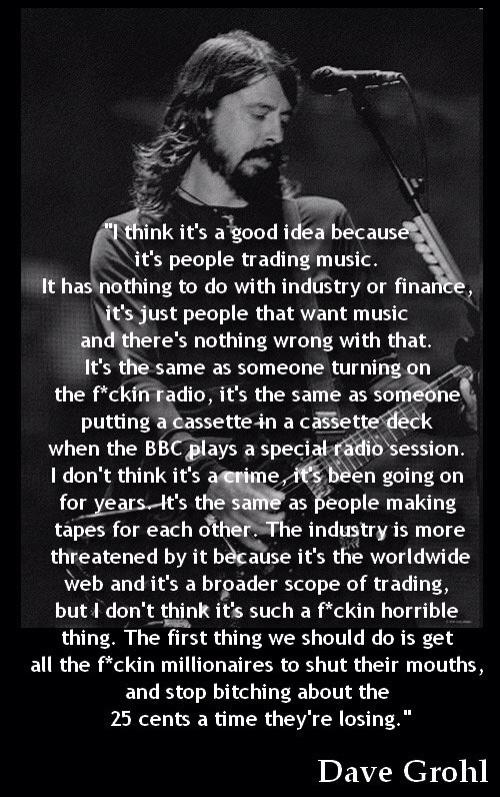 "I think it's a good idea because
it's people trading music.
It has nothing to do with industry or finance,
it's just people that want music
and there's nothing wrong with that.
It's the same as someone turning on
the f*ckin radio, it's the same as someone
putting a cassette in a cassette deck
when the BBC plays a special radio session.
I don't think it's a crime, it's been going on
for years. It's the same as people making
tapes for each other. The industry is more
threatened by it because it's the worldwide
web and it's a broader scope of trading,
but I don't think it's such a f*ckin horrible
thing. The first thing we should do is get
all the f*ckin millionaires to shut their mouths,
and stop bitching about the
25 cents a time they're losing."
Dave Grohl